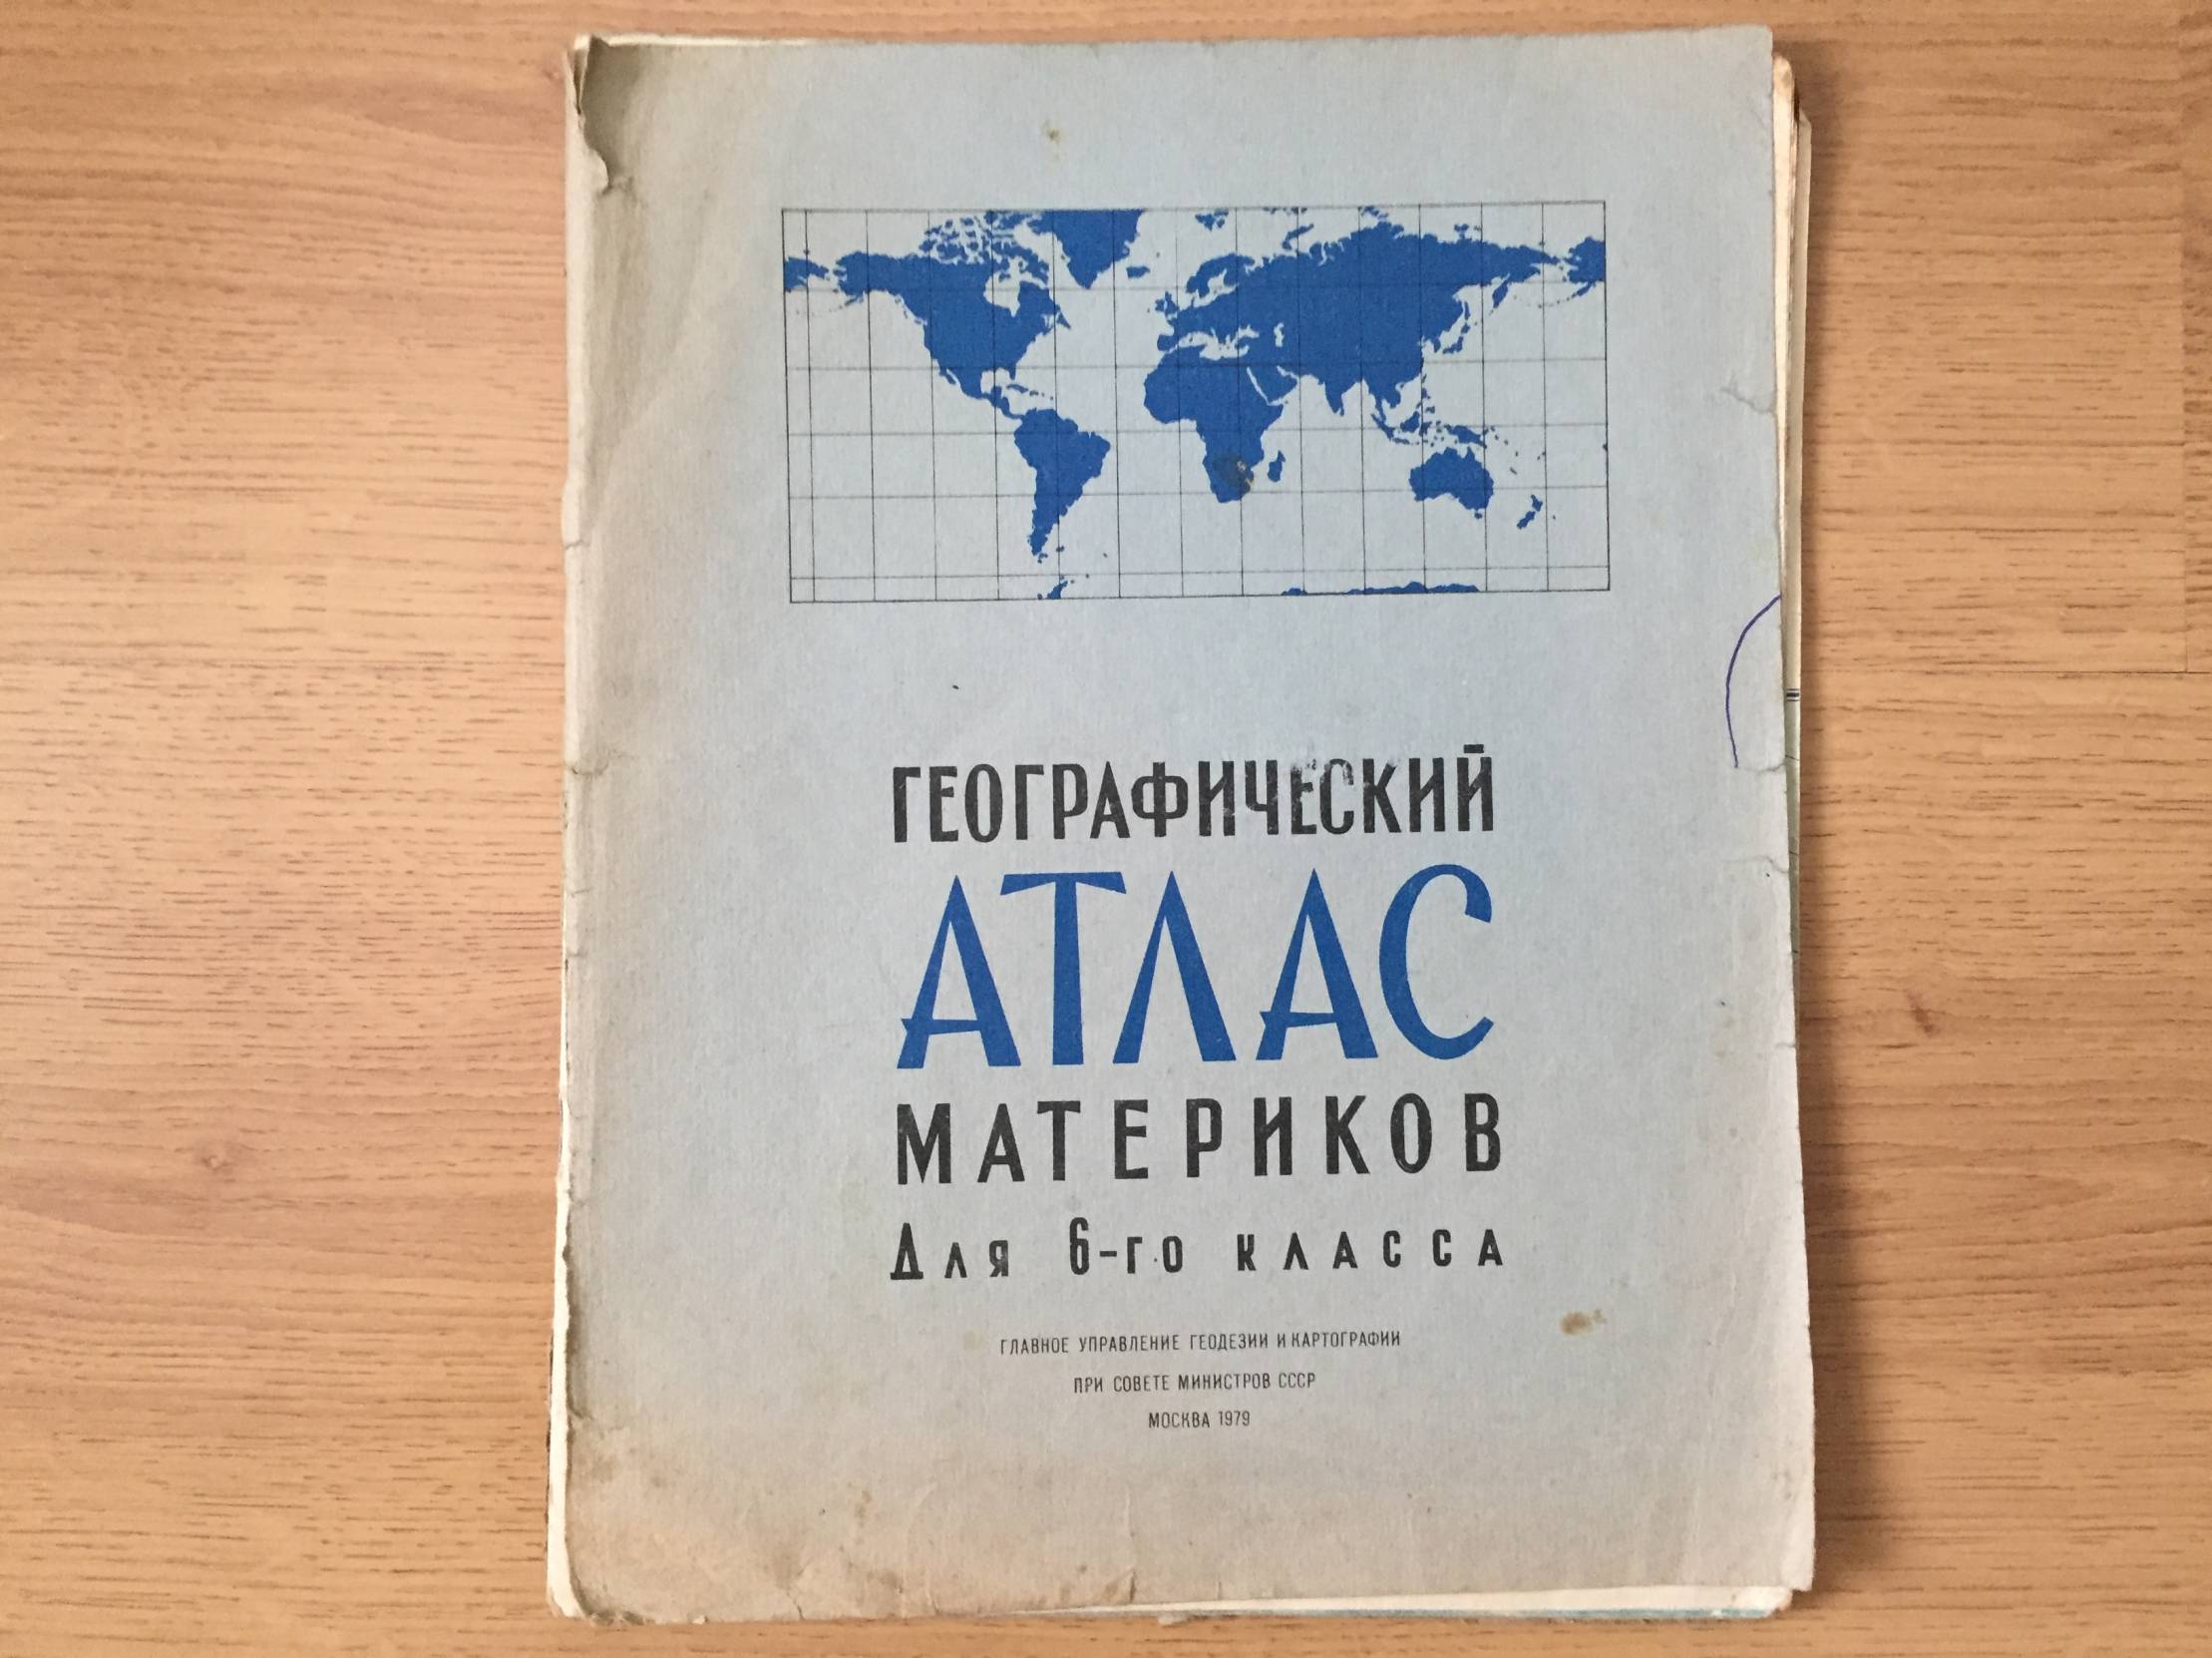 ГЕОГРАФИЧЕСКИЙ
АТЛАС
МАТЕРИКОВ
Для 6-го класса
ГЛАВНОЕ УПРАВЛЕНИЕ ГЕОДЕЗИИ И КАРТОГРАФИИ
ПРИ СОВЕТЕ МИНИСТРОВ СССР
МОСКВА 1979